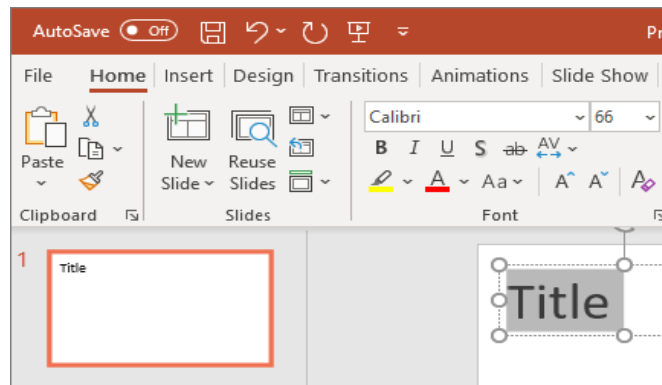 AutoSave Off Pr
File Home Insert Design Transitions Animations Slide Show
Calibri 66
B I U S ab AV
Paste New Slide Reuse Slides
A Aa A A A
Clipboard Slides Font
1 Title
Title